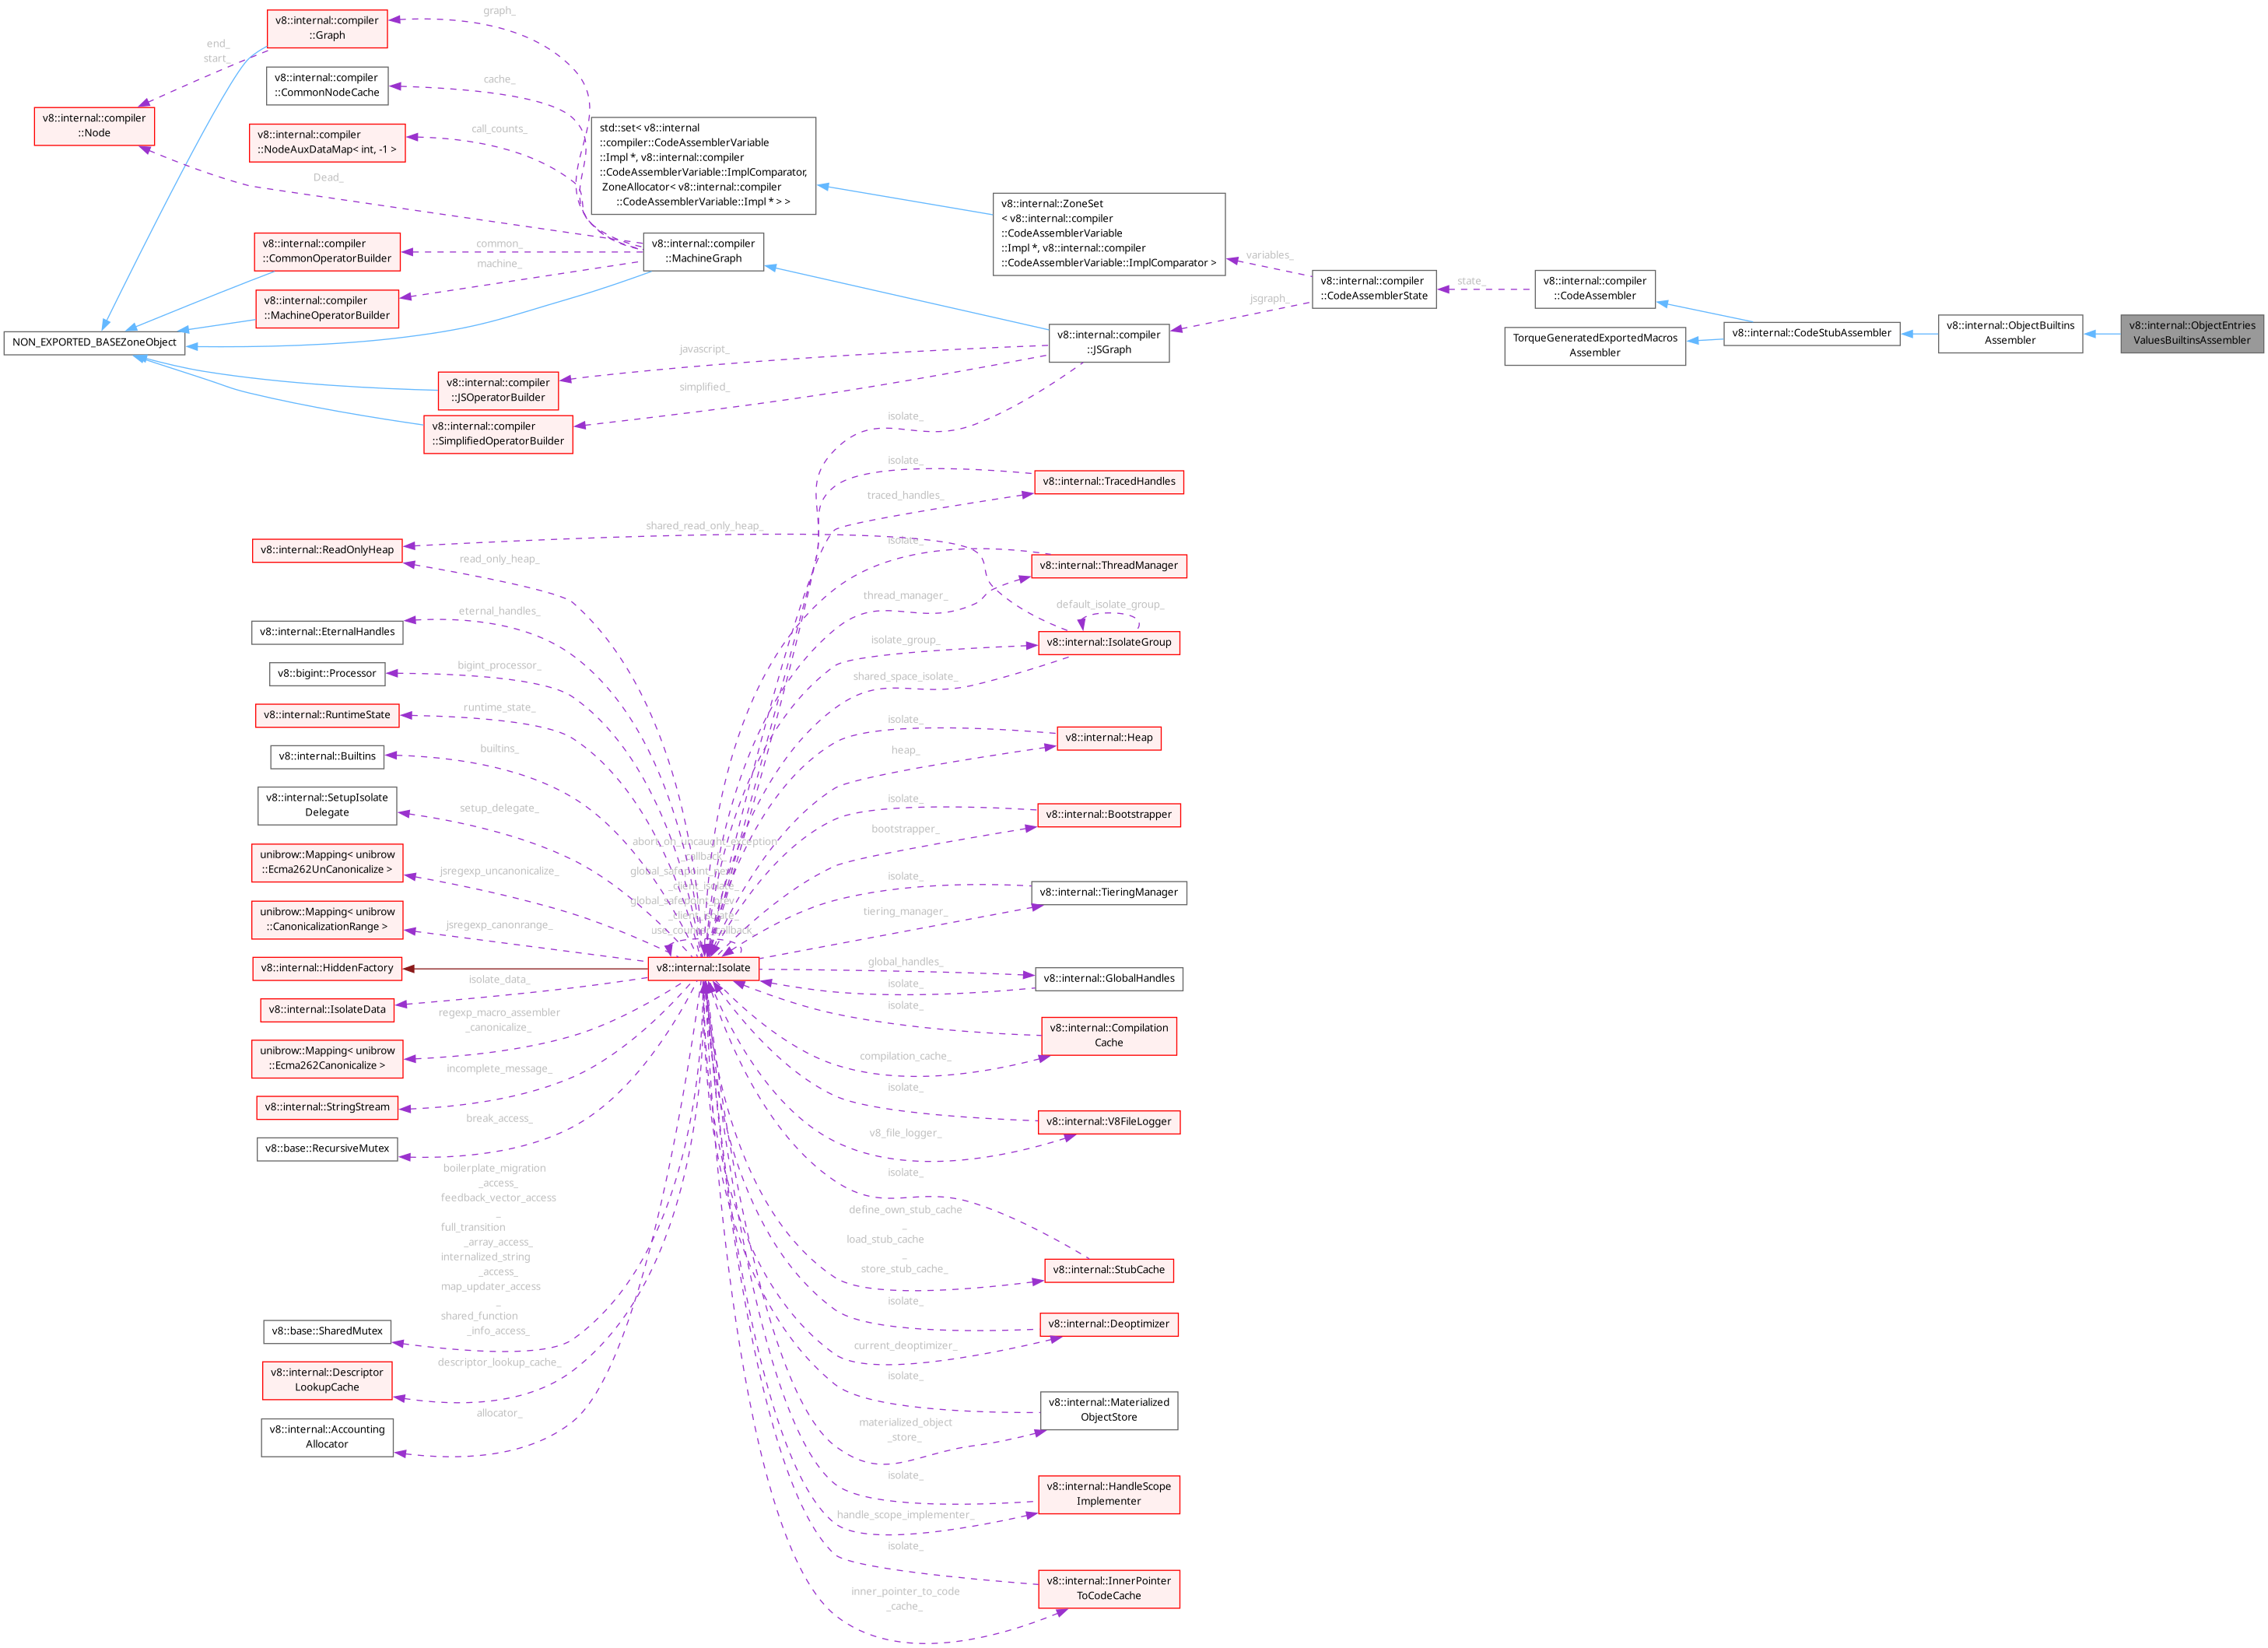 graph_
v8::internal::compiler
::Graph
end_
start_
cache_
v8::internal::compiler
::CommonNodeCache
v8::internal::compiler
::Node
call_counts_
v8::internal::compiler
::NodeAuxDataMap< int, -1 >
std::set< v8::internal
::compiler::CodeAssemblerVariable
::Impl *, v8::internal::compiler
::CodeAssemblerVariable::ImplComparator,
ZoneAllocator< v8::internal::compiler
::CodeAssemblerVariable::Impl * > >
Dead_
v8::internal::ZoneSet
< v8::internal::compiler
::CodeAssemblerVariable
::Impl *, v8::internal::compiler
::CodeAssemblerVariable::ImplComparator >
common_
v8::internal::compiler
::CommonOperatorBuilder
v8::internal::compiler
::MachineGraph
machine_
v8::internal::compiler
::MachineOperatorBuilder
variables_
v8::internal::compiler
::CodeAssemblerState
state_
v8::internal::compiler
::CodeAssembler
jsgraph_
NON_EXPORTED_BASEZoneObject
v8::internal::compiler
::JSGraph
TorqueGeneratedExportedMacros
Assembler
v8::internal::CodeStubAssembler
v8::internal::ObjectBuiltins
Assembler
v8::internal::ObjectEntries
ValuesBuiltinsAssembler
javascript_
v8::internal::compiler
::JSOperatorBuilder
simplified_
v8::internal::compiler
::SimplifiedOperatorBuilder
isolate_
isolate_
v8::internal::TracedHandles
traced_handles_
shared_read_only_heap_
v8::internal::ReadOnlyHeap
isolate_
read_only_heap_
v8::internal::ThreadManager
thread_manager_
default_isolate_group_
eternal_handles_
v8::internal::EternalHandles
isolate_group_
v8::internal::IsolateGroup
bigint_processor_
v8::bigint::Processor
shared_space_isolate_
runtime_state_
v8::internal::RuntimeState
isolate_
v8::internal::Heap
heap_
builtins_
v8::internal::Builtins
setup_delegate_
v8::internal::SetupIsolate
Delegate
isolate_
v8::internal::Bootstrapper
bootstrapper_
abort_on_uncaught_exception
_callback_
global_safepoint_next
_client_isolate_
global_safepoint_prev
_client_isolate_
use_counter_callback_
jsregexp_uncanonicalize_
unibrow::Mapping< unibrow
::Ecma262UnCanonicalize >
isolate_
v8::internal::TieringManager
tiering_manager_
jsregexp_canonrange_
unibrow::Mapping< unibrow
::CanonicalizationRange >
v8::internal::HiddenFactory
v8::internal::Isolate
global_handles_
v8::internal::GlobalHandles
isolate_
isolate_data_
v8::internal::IsolateData
isolate_
v8::internal::Compilation
Cache
regexp_macro_assembler
_canonicalize_
unibrow::Mapping< unibrow
::Ecma262Canonicalize >
compilation_cache_
incomplete_message_
v8::internal::StringStream
isolate_
v8::internal::V8FileLogger
v8_file_logger_
break_access_
v8::base::RecursiveMutex
isolate_
boilerplate_migration
_access_
feedback_vector_access
_
full_transition
_array_access_
internalized_string
_access_
map_updater_access
_
shared_function
_info_access_
define_own_stub_cache
_
load_stub_cache
_
store_stub_cache_
v8::internal::StubCache
v8::base::SharedMutex
isolate_
v8::internal::Deoptimizer
current_deoptimizer_
descriptor_lookup_cache_
v8::internal::Descriptor
LookupCache
isolate_
v8::internal::Materialized
ObjectStore
materialized_object
_store_
allocator_
v8::internal::Accounting
Allocator
isolate_
v8::internal::HandleScope
Implementer
handle_scope_implementer_
isolate_
v8::internal::InnerPointer
ToCodeCache
inner_pointer_to_code
_cache_